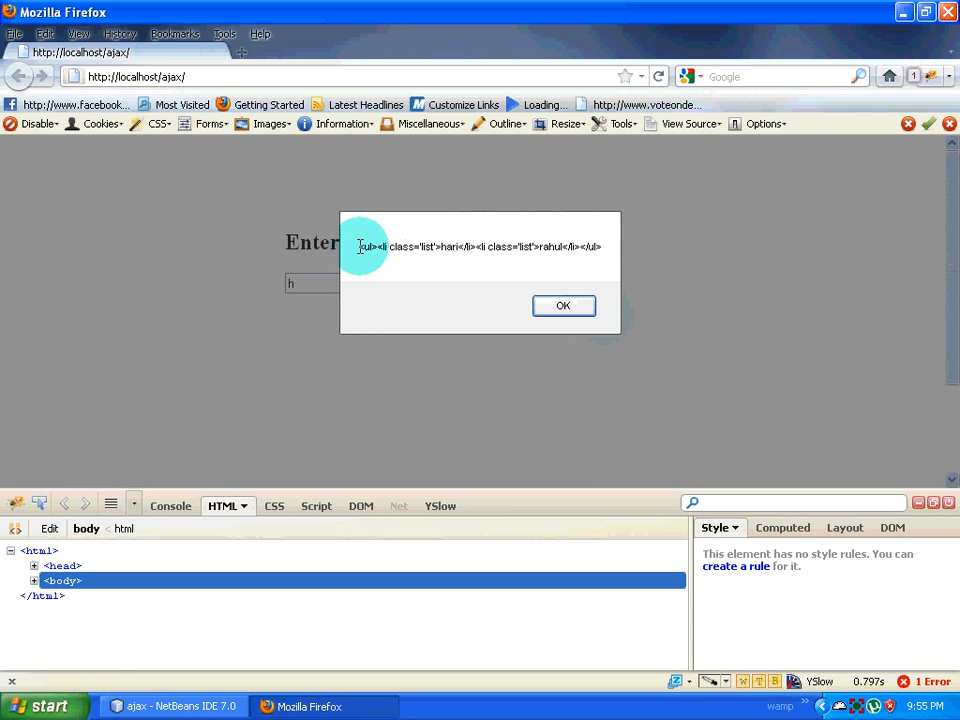 Mozilla Firefox
File Edit View History Bookmarks Tools Help
http://localhost/ajax/
http://localhost/ajax/
Google
1
http://www.facebook... Most Visited Getting Started Latest Headlines Customize Links Loading... http://www.voteonde...
Disable Cookies CSS Forms Images Information Miscellaneous Outline Resize Tools View Source Options
Enter
<ul><li class='list'>hari</li><li class='list'>rahul</li></ul>
h
OK
Console HTML CSS Script DOM Net YSlow
Edit body < html
Style Computed Layout DOM
<html>
<head>
<body>
</html>
This element has no style rules. You can
create a rule for it.
YSlow 0.797s 1 Error
start ajax - NetBeans IDE 7.0 Mozilla Firefox wamp 9:55 PM